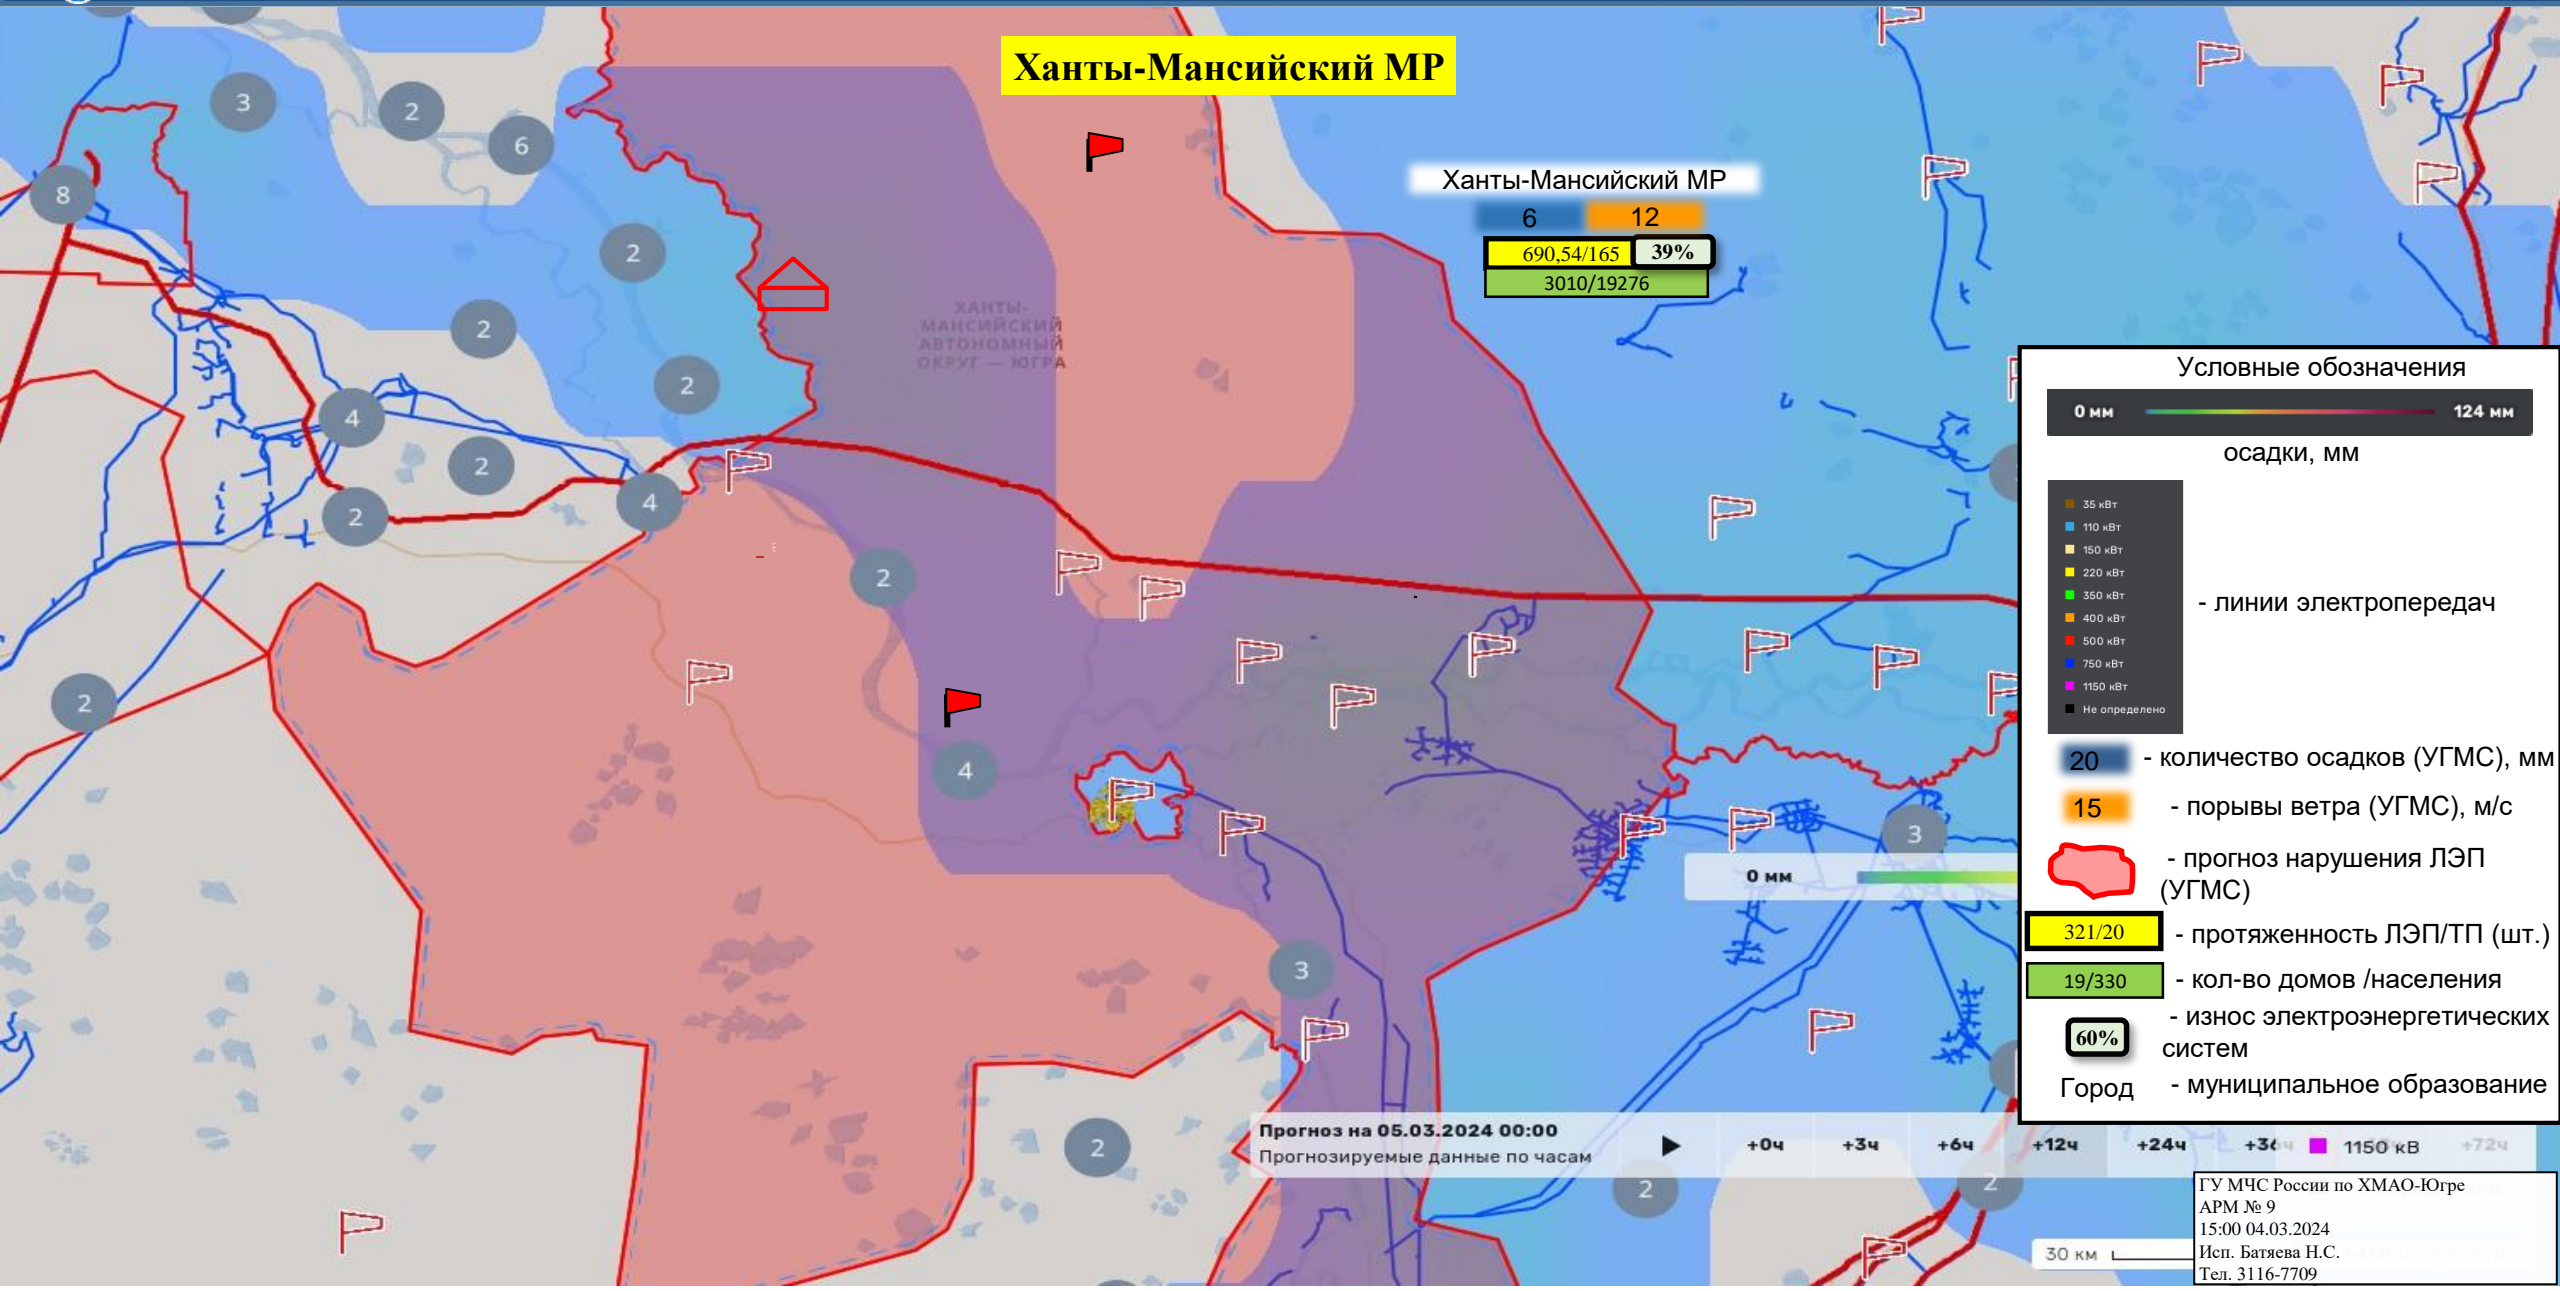 Ханты-Мансийский МР
3
2
6
8
2
2
2
4
2
4
2
2
2
4
3
3
2
2
2
ХАНТЫ-
МАНСИЙСКИЙ
АВТОНОМНЫЙ
ОКРУГ — ЮГРА
Ханты-Мансийский МР
6 12
690,54/165 39%
3010/19276
Условные обозначения
0 мм 124 мм
осадки, мм
35 кВт
110 кВт
150 кВт
220 кВт
350 кВт
400 кВт
500 кВт
750 кВт
1150 кВт
Не определено
- линии электропередач
20 - количество осадков (УГМС), мм
15 - порывы ветра (УГМС), м/с
- прогноз нарушения ЛЭП
(УГМС)
321/20 - протяженность ЛЭП/ТП (шт.)
19/330 - кол-во домов /населения
60% - износ электроэнергетических
систем
Город - муниципальное образование
0 мм
Прогноз на 05.03.2024 00:00
Прогнозируемые данные по часам
+0ч +3ч +6ч +12ч +24ч +36ч 1150 кВ +72ч
30 км
ГУ МЧС России по ХМАО-Югре
АРМ № 9
15:00 04.03.2024
Исп. Батяева Н.С.
Тел. 3116-7709